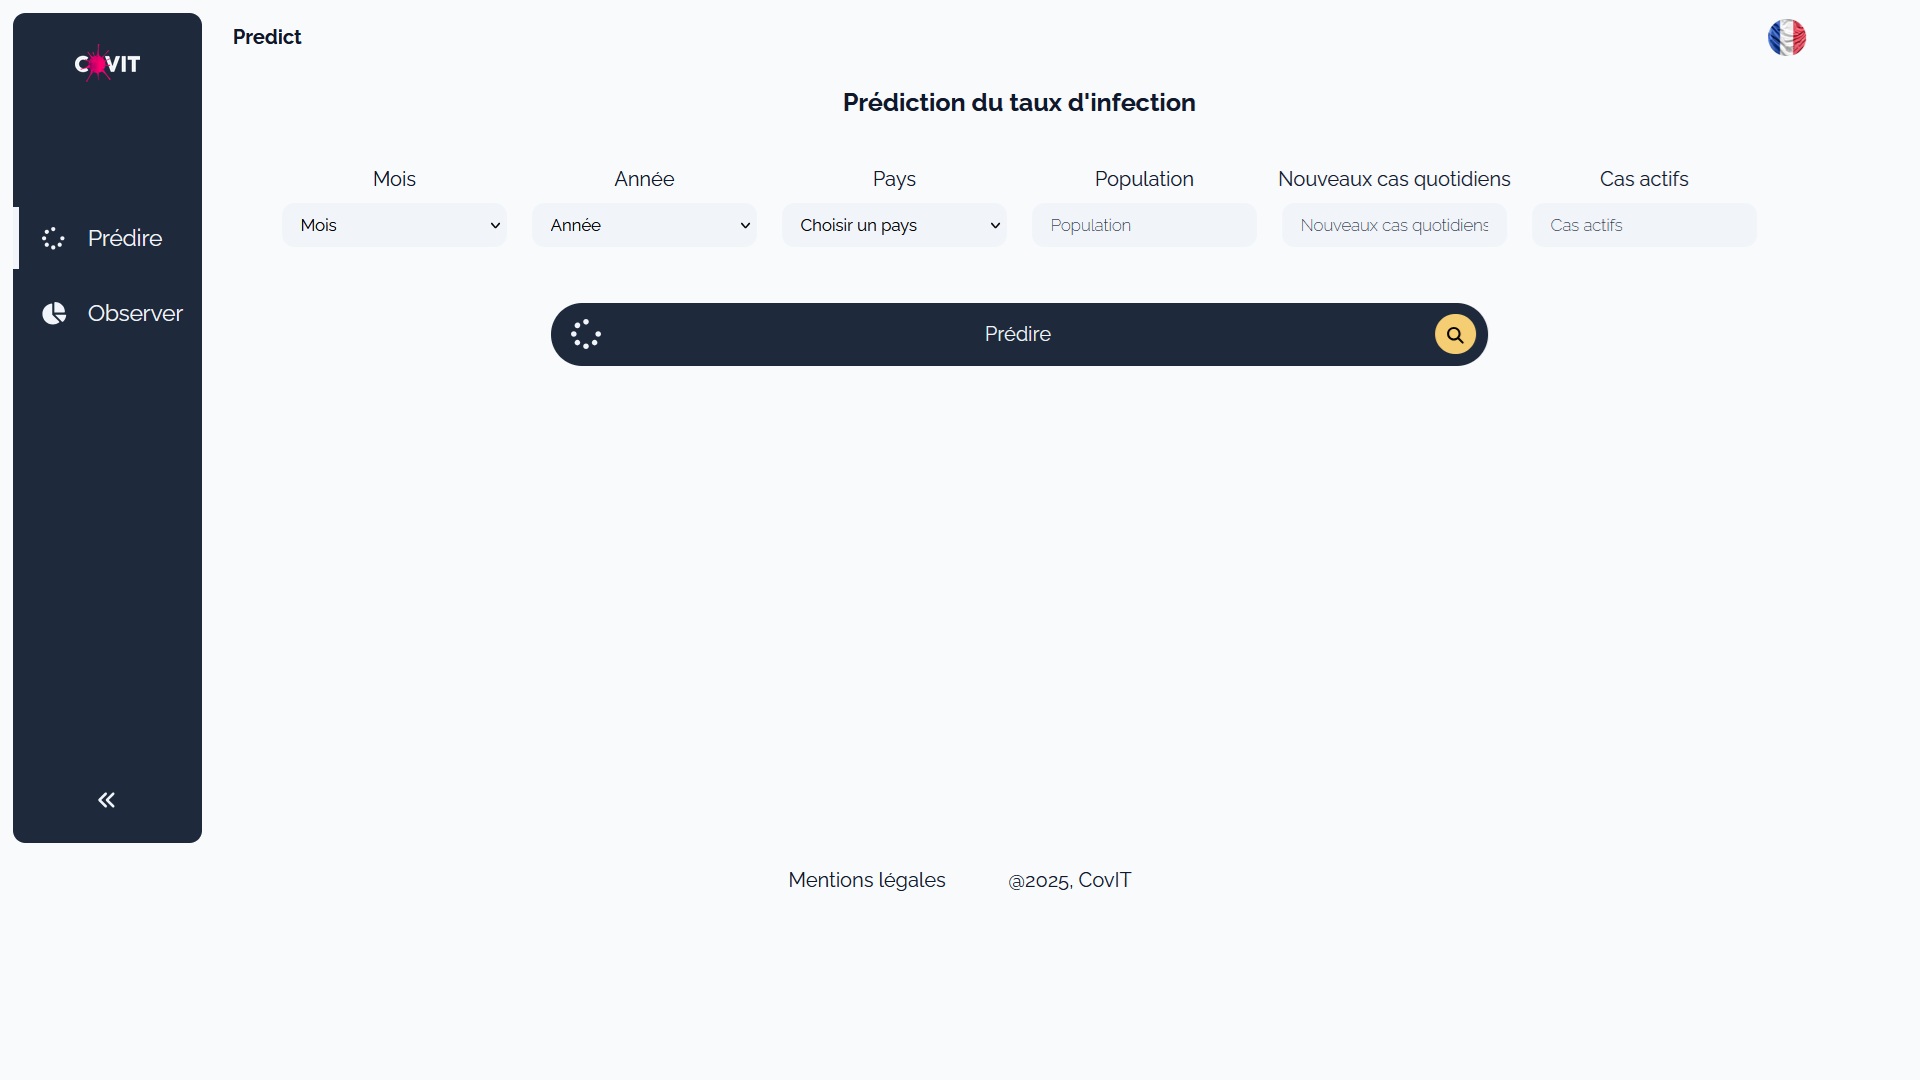 COVIT
Predict
Prédiction du taux d'infection
Mois
Année
Pays
Population
Nouveaux cas quotidiens
Cas actifs
Mois
Année
Choisir un pays
Population
Nouveaux cas quotidiens
Cas actifs
Prédire
Observer
Prédire
Mentions légales
@2025, CovIT